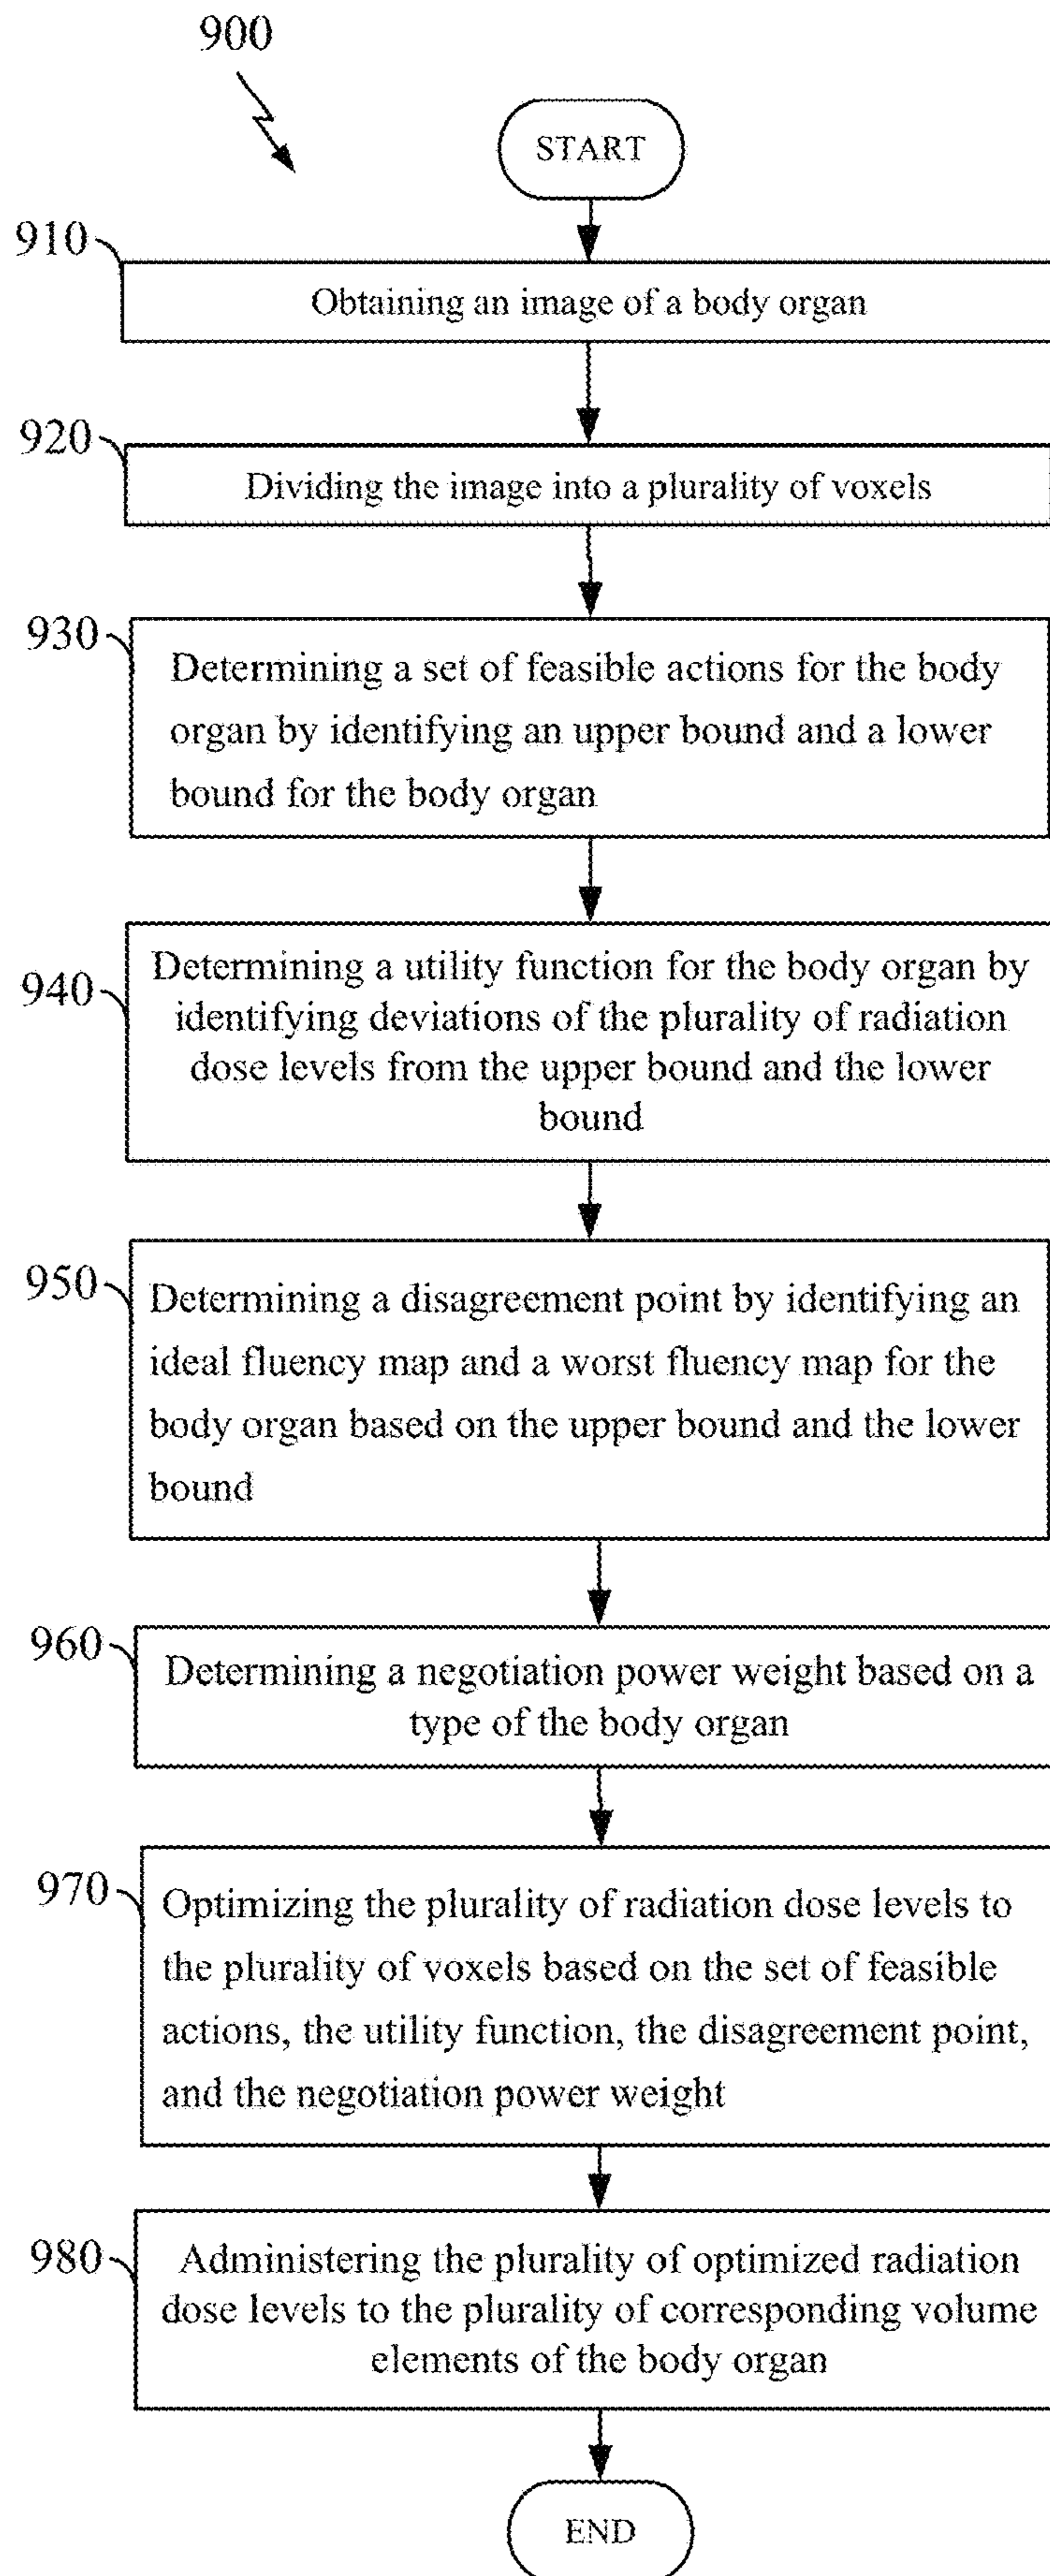 900
START
910
Obtaining an image of a body organ
920
Dividing the image into a plurality of voxels
930
Determining a set of feasible actions for the body
organ by identifying an upper bound and a lower
bound for the body organ
940
Determining a utility function for the body organ by
identifying deviations of the plurality of radiation
dose levels from the upper bound and the lower
bound
950
Determining a disagreement point by identifying an
ideal fluency map and a worst fluency map for the
body organ based on the upper bound and the lower
bound
960
Determining a negotiation power weight based on a
type of the body organ
970
Optimizing the plurality of radiation dose levels to
the plurality of voxels based on the set of feasible
actions, the utility function, the disagreement point,
and the negotiation power weight
980
Administering the plurality of optimized radiation
dose levels to the plurality of corresponding volume
elements of the body organ
END